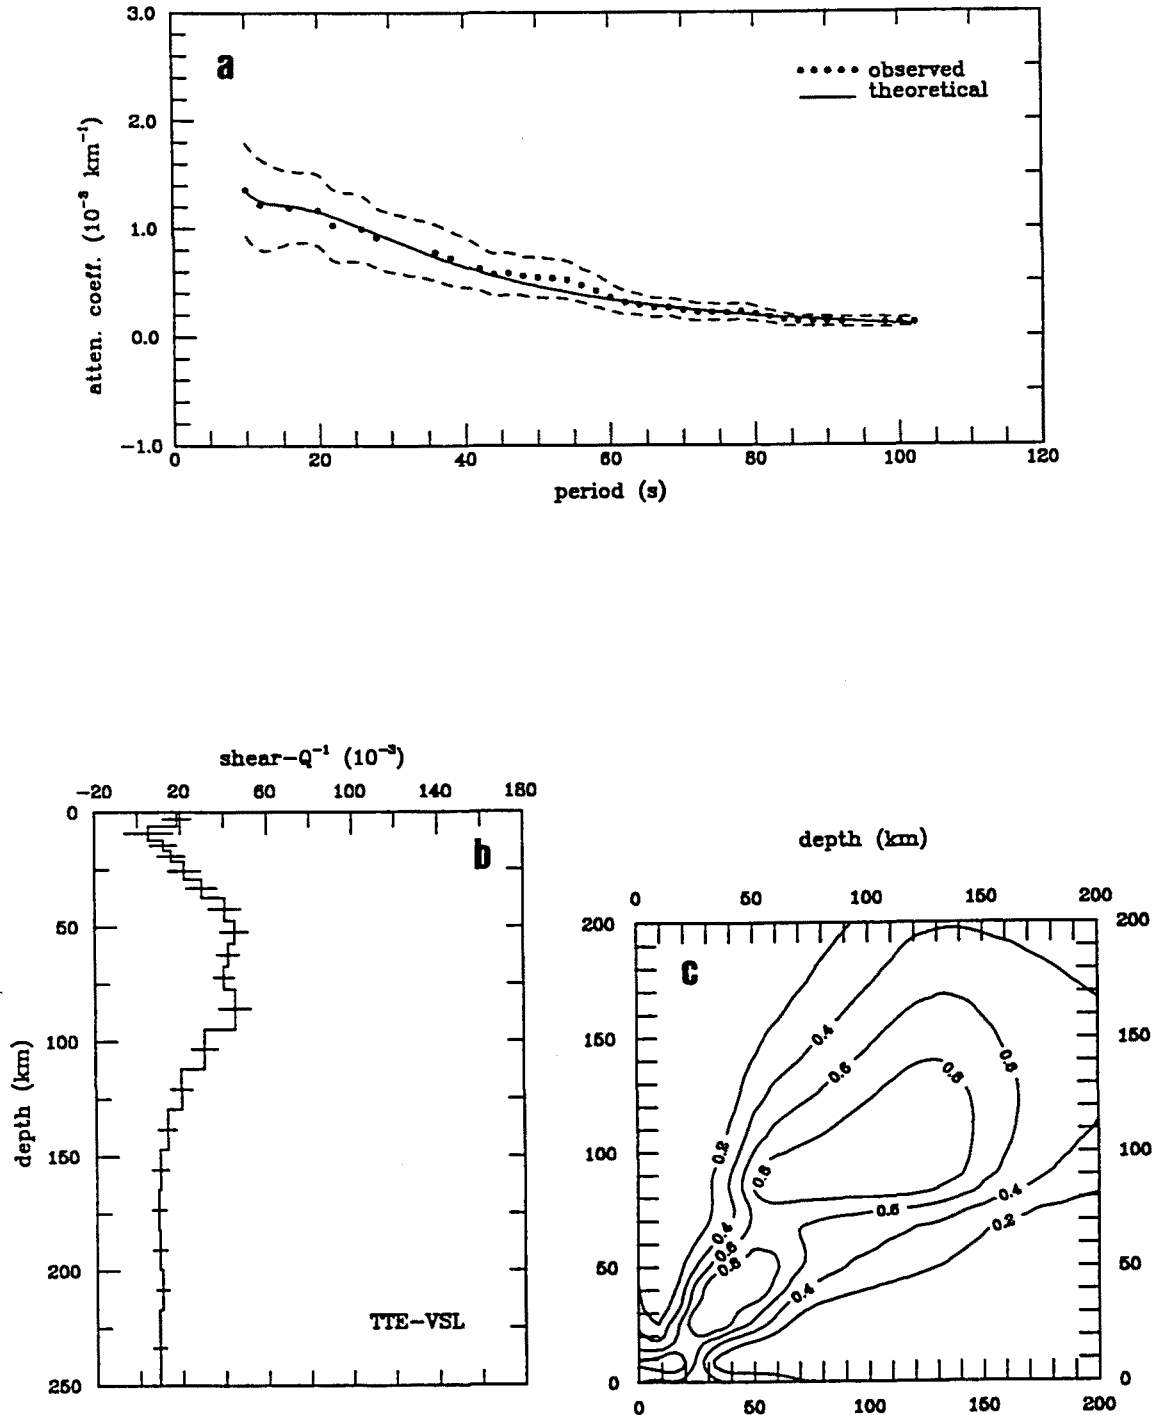 3.0
a
observed
theoretical
2.0
1.0
0.0
-1.0
atten. coeff. (10⁻³ km⁻¹)
0 20 40 60 80 100 120
period (s)
shear-Q⁻¹ (10⁻³)
-20 20 60 100 140 180
0
b
50
100
150
200
250
depth (km)
TTE-VSL
depth (km)
0 50 100 150 200
200 200
c
150 150
100 100
50 50
0 0
0.4
0.6
0.8
0.8
0.2
0.8
0.6
0.4
0.2
0.4
0.6
0.8
0.4
0 50 100 150 200